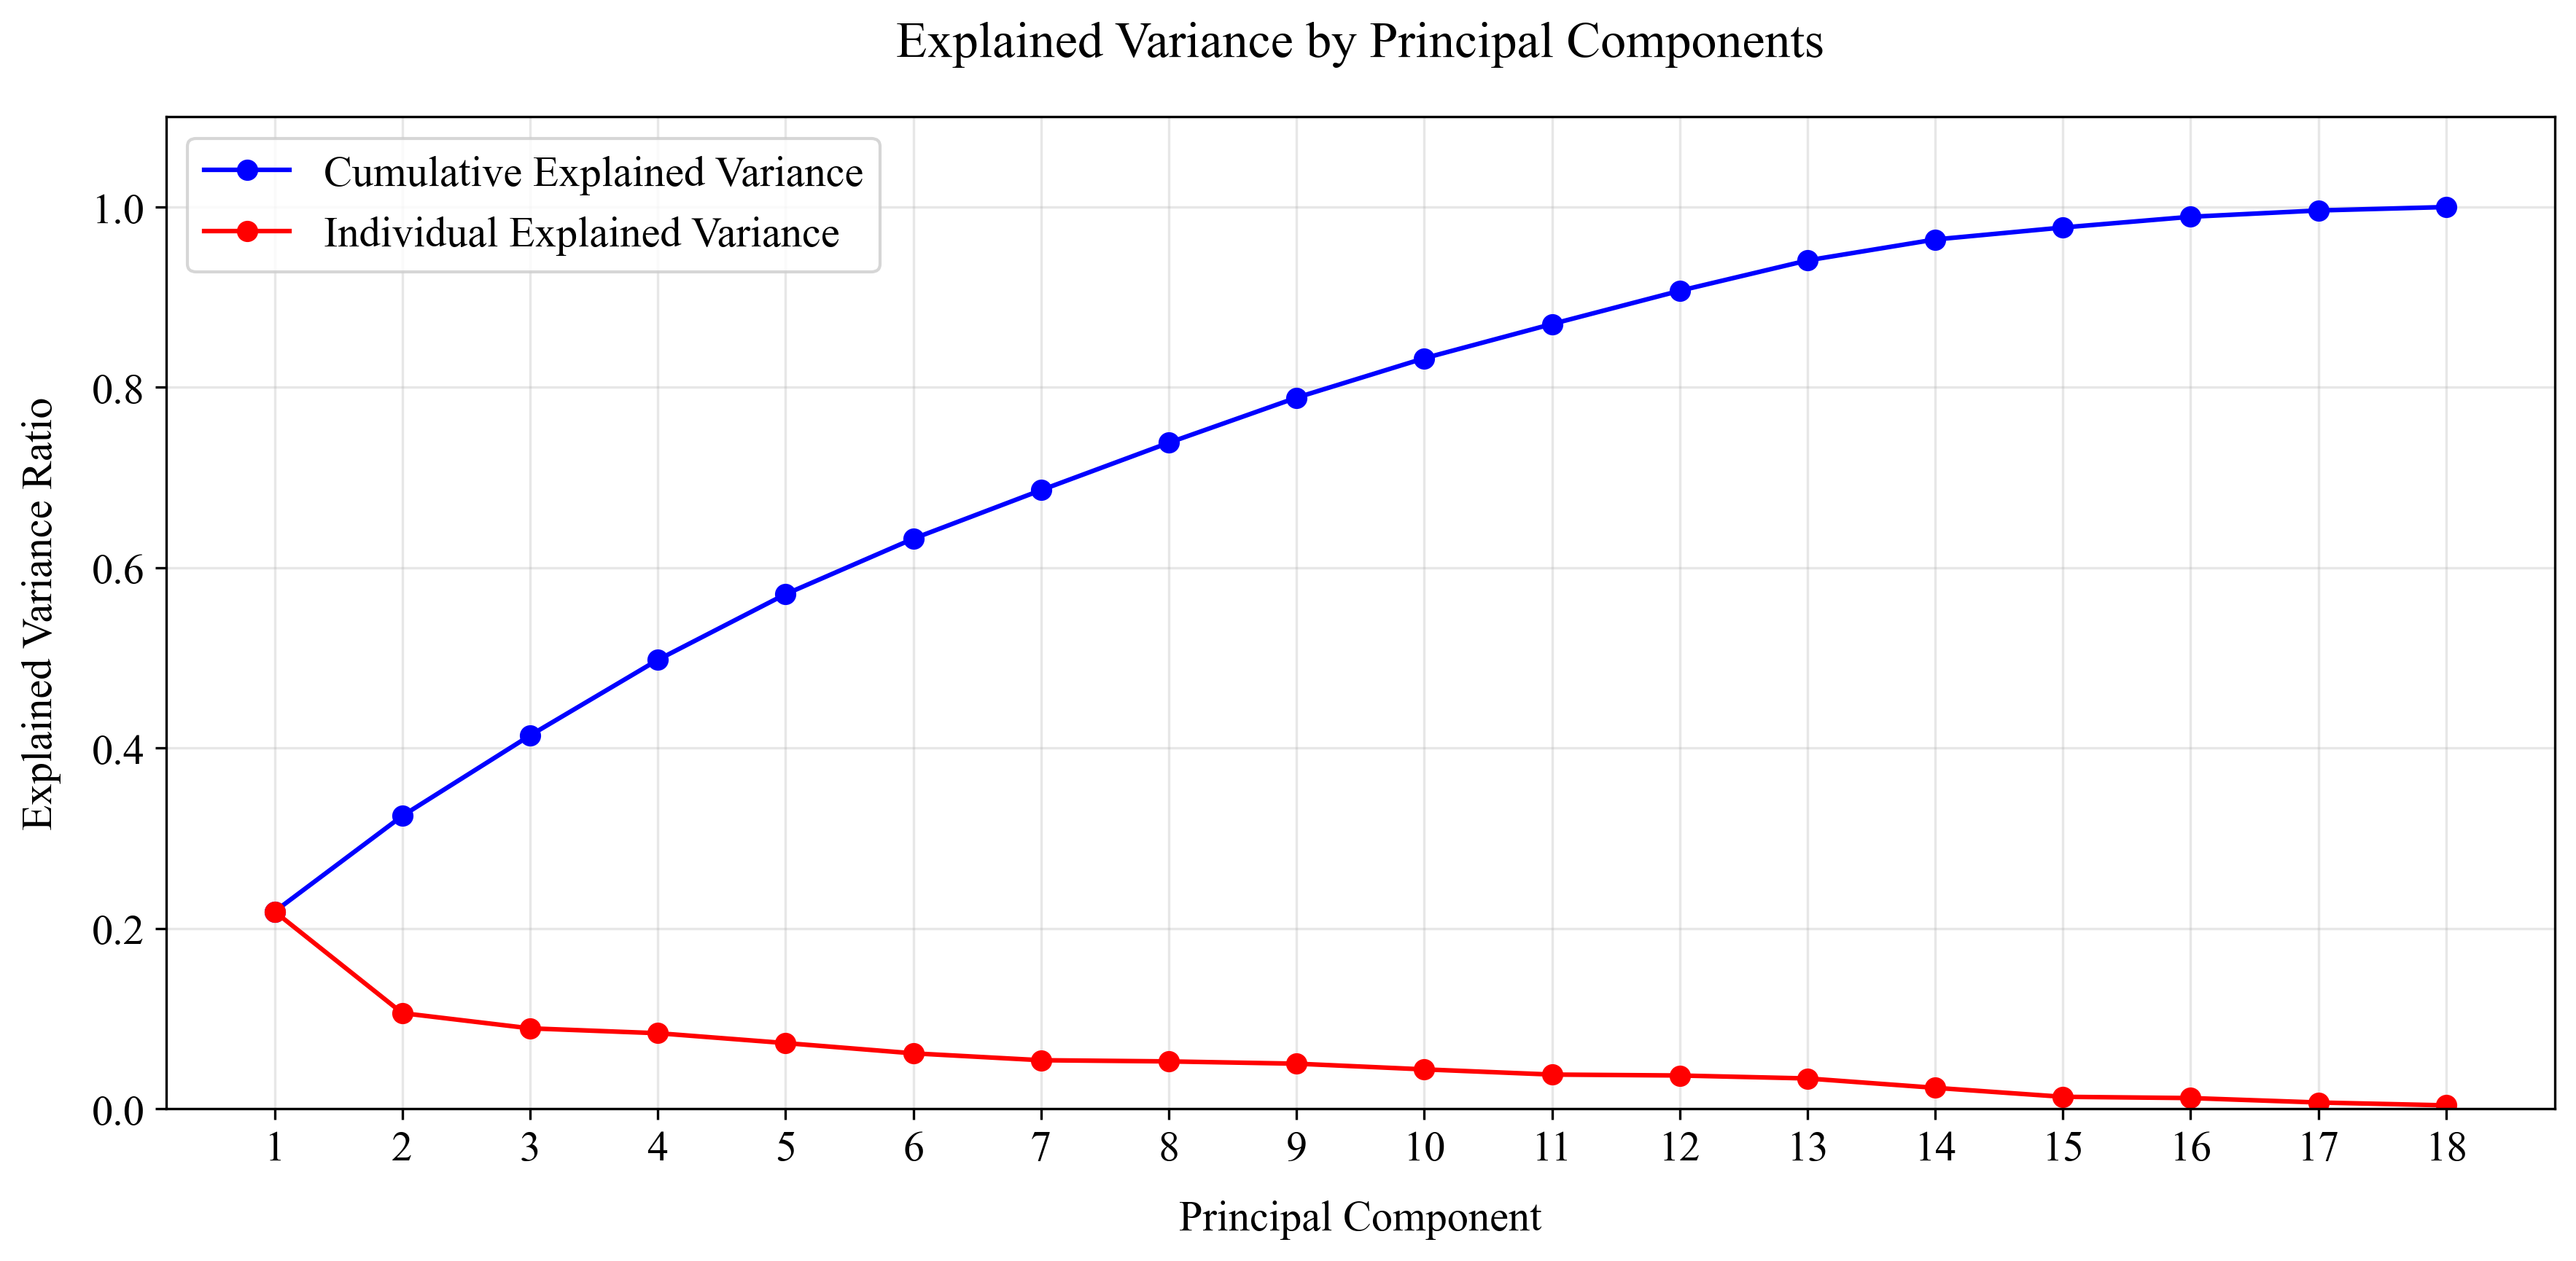 Explained Variance by Principal Components
Cumulative Explained Variance
Individual Explained Variance
Explained Variance Ratio
1.0
0.8
0.6
0.4
0.2
0.0
1 2 3 4 5 6 7 8 9 10 11 12 13 14 15 16 17 18
Principal Component